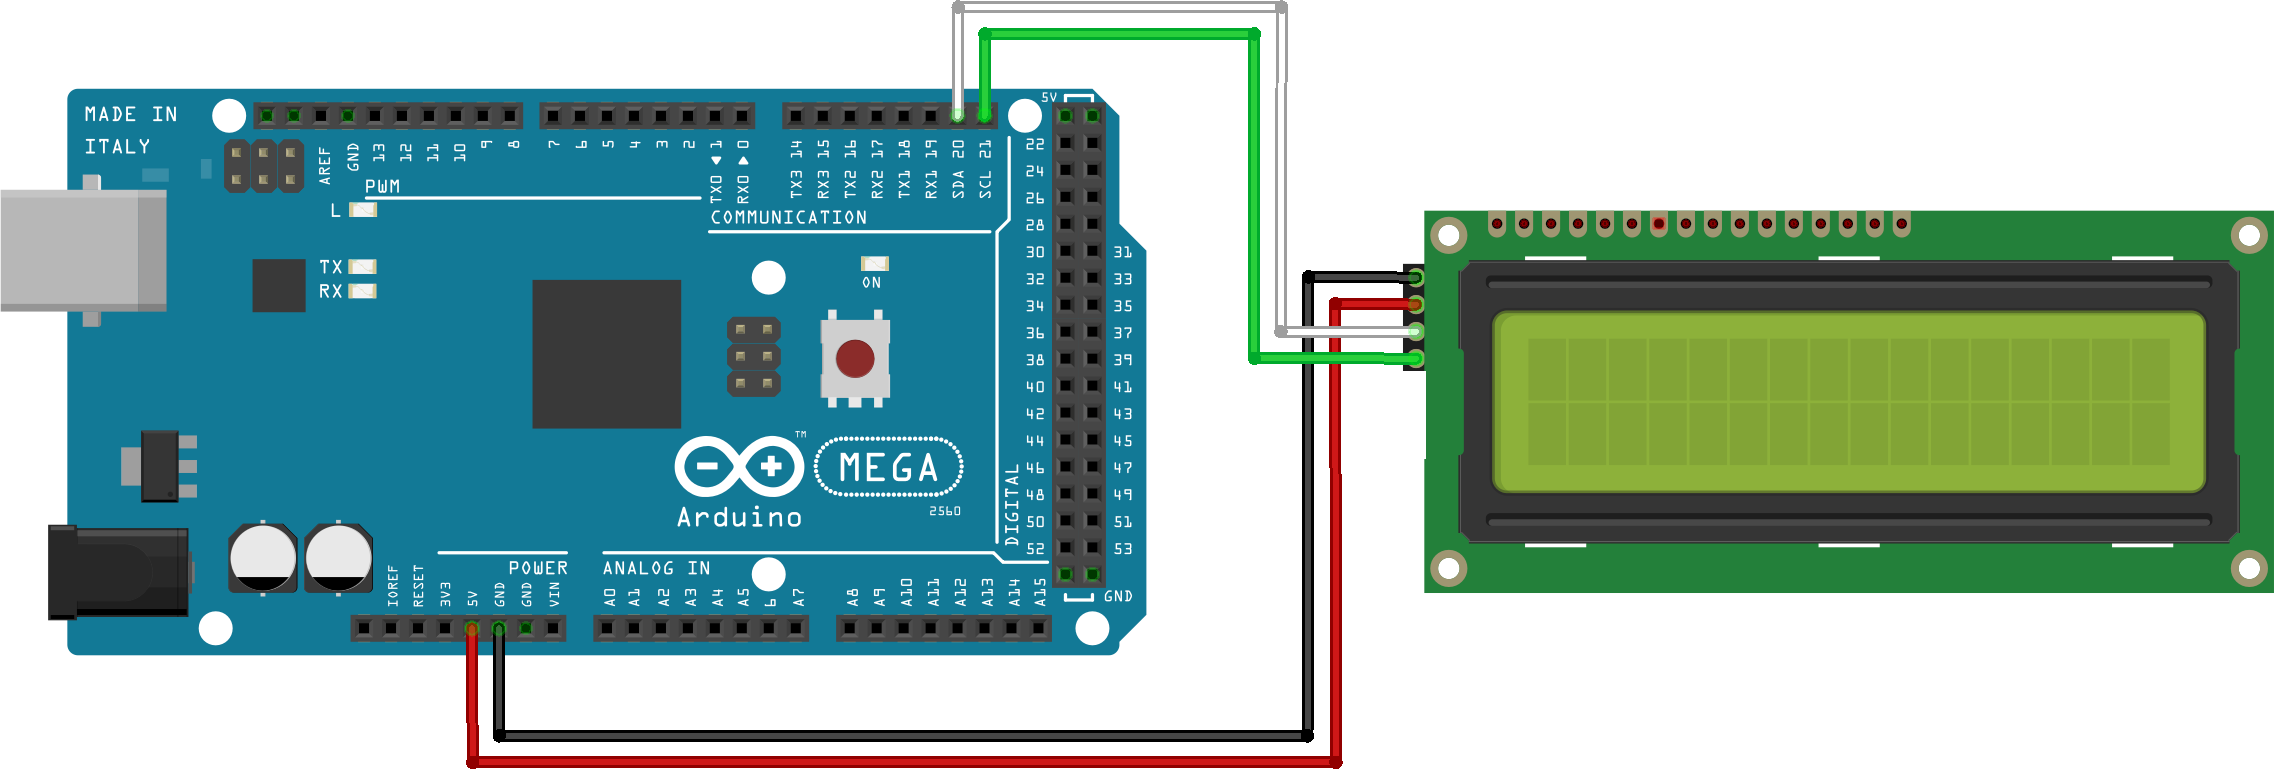 MADE IN
ITALY
AREF
GND
13
12
11
10
9
8
7
6
5
4
3
2
TX0 1
RX0 0
TX3 14
RX3 15
TX2 16
RX2 17
TX1 18
RX1 19
SDA 20
SCL 21
5V
PWM
COMMUNICATION
L
TX
RX
ON
22
24
26
28
30 31
32 33
34 35
36 37
38 39
40 41
42 43
44 45
46 47
48 49
50 51
52 53
DIGITAL
GND
TM
MEGA
2560
Arduino
POWER
ANALOG IN
IOREF
RESET
3V3
5V
GND
GND
VIN
A0
A1
A2
A3
A4
A5
6
A7
A8
A9
A10
A11
A12
A13
A14
A15